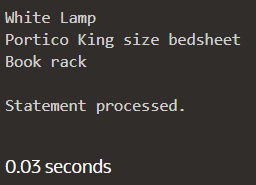 White Lamp
Portico King size bedsheet
Book rack
Statement processed.
0.03 seconds